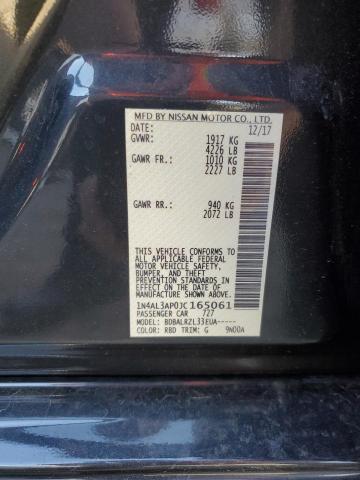 MFD BY NISSAN MOTOR CO., LTD.
DATE: 12/17
GVWR: 1917 KG
4226 LB
GAWR FR: 1010 KG
2227 LB
GAWR RR: 940 KG
2072 LB
THIS VEHICLE CONFORMS TO
ALL APPLICABLE FEDERAL
MOTOR VEHICLE SAFETY,
BUMPER, AND THEFT
PREVENTION STANDARDS IN
EFFECT ON THE DATE OF
MANUFACTURE SHOWN ABOVE.
1N4AL3AP0JC165061
PASSENGER CAR 727
MODEL: BDBALRZL33EUA-----
COLOR: RBD TRIM: G 9N00A